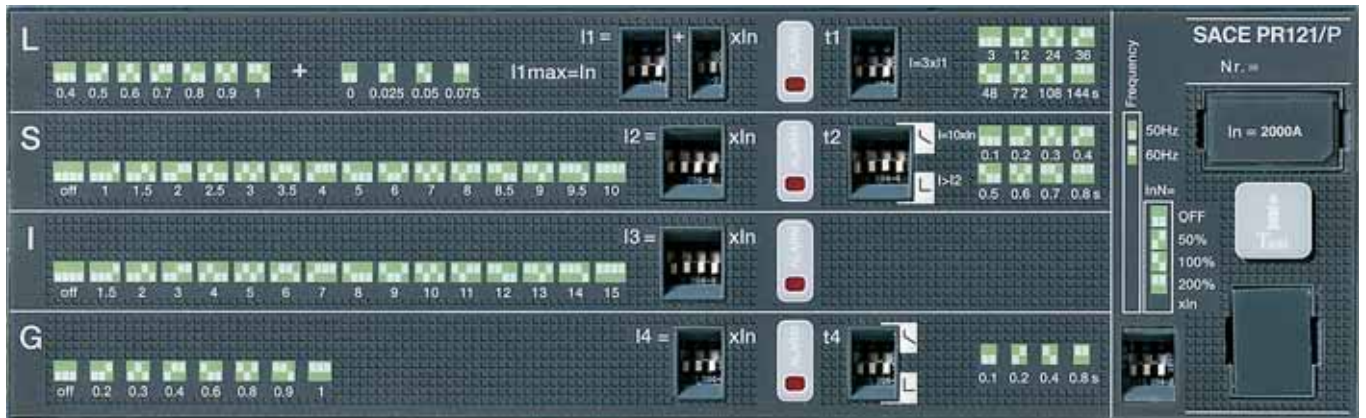 L
I1 = + xIn
t1
I1max=In
I=3xI1
0.4 0.5 0.6 0.7 0.8 0.9 1 + 0 0.025 0.05 0.075
3 12 24 36
48 72 108 144 s
S
I2= xIn
t2
I=10xIn
I>I2
off 1 1.5 2 2.5 3 3.5 4 5 6 7 8 8.5 9 9.5 10
0.1 0.2 0.3 0.4
0.5 0.6 0.7 0.8 s
I
I3= xIn
off 1.5 2 3 4 5 6 7 8 9 10 11 12 13 14 15
G
I4 = xIn
t4
off 0.2 0.3 0.4 0.6 0.8 0.9 1
0.1 0.2 0.4 0.8 s
Frequency
50Hz
60Hz
InN=
OFF
50%
100%
200%
xIn
SACE PR121/P
Nr. =
In = 2000A
Test